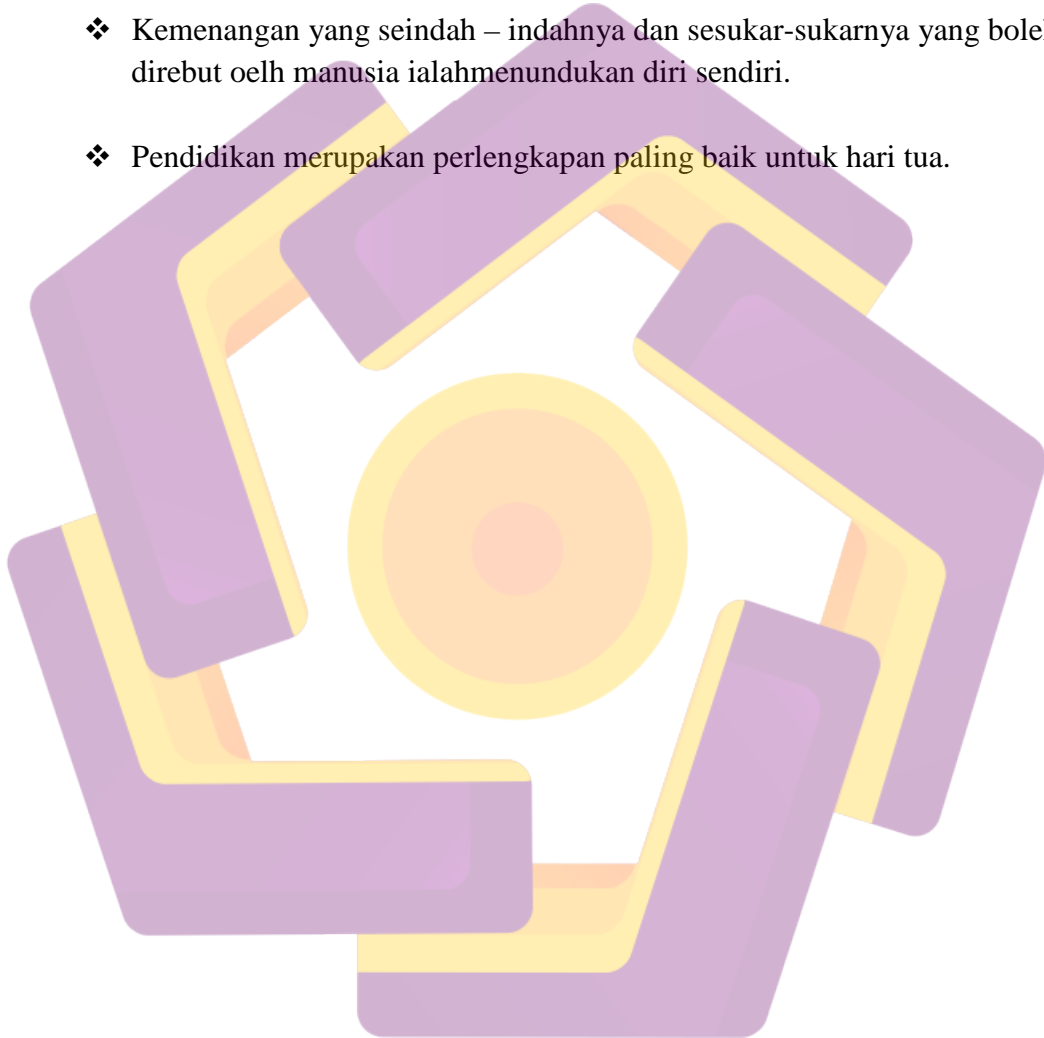 ❖ Kemenangan yang seindah – indahnya dan sesukar-sukarnya yang boleh
direbut oelh manusia ialahmenundukan diri sendiri.
❖ Pendidikan merupakan perlengkapan paling baik untuk hari tua.